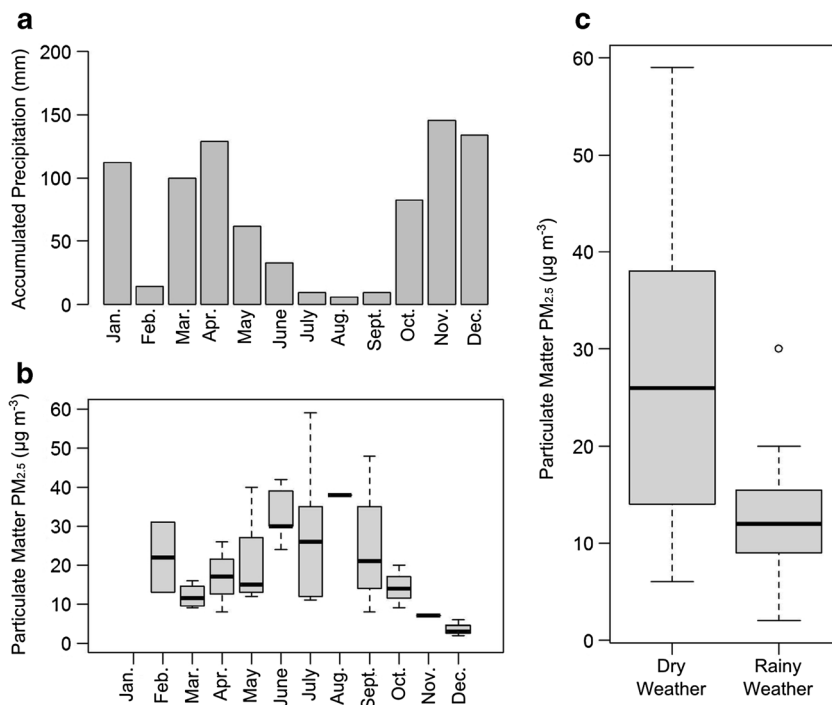 a
Accumulated Precipitation (mm)
200
150
100
50
0
Jan.
Feb.
Mar.
Apr.
May
June
July
Aug.
Sept.
Oct.
Nov.
Dec.
b
Particulate Matter PM2.5 (µg m-3)
60
50
40
30
20
10
0
Jan.
Feb.
Mar.
Apr.
May
June
July
Aug.
Sept.
Oct.
Nov.
Dec.
c
Particulate Matter PM2.5 (µg m-3)
60
50
40
30
20
10
0
Dry
Weather
Rainy
Weather